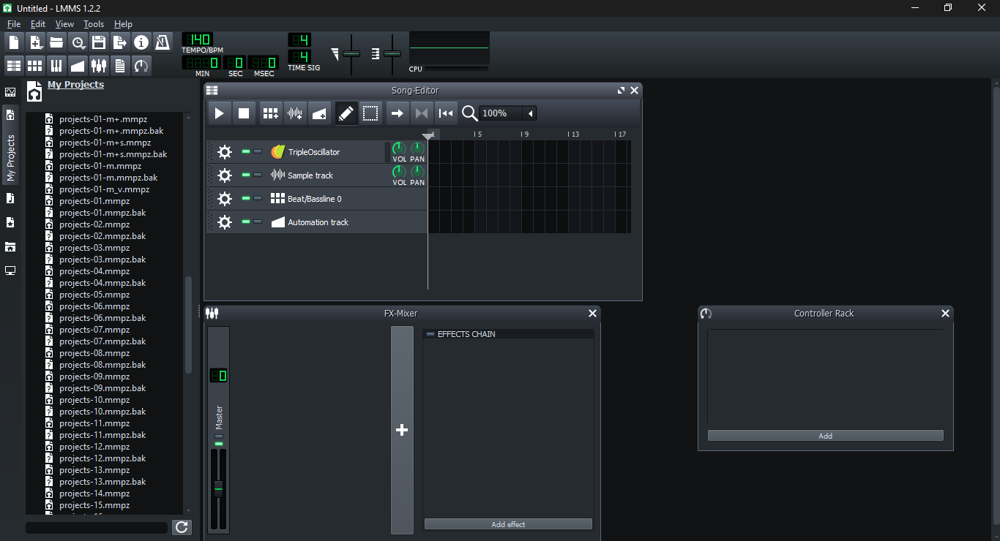 Untitled - LMMS 1.2.2
File Edit View Tools Help
140
TEMPO/BPM
0 0 0
MIN SEC MSEC
4
4
TIME SIG
CPU
My Projects
My Projects
projects-01-m+.mmpz
projects-01-m+.mmpz.bak
projects-01-m+s.mmpz
projects-01-m+s.mmpz.bak
projects-01-m.mmpz
projects-01-m.mmpz.bak
projects-01-m_v.mmpz
projects-01.mmpz
projects-01.mmpz.bak
projects-02.mmpz
projects-02.mmpz.bak
projects-03.mmpz
projects-03.mmpz.bak
projects-04.mmpz
projects-04.mmpz.bak
projects-05.mmpz
projects-06.mmpz
projects-06.mmpz.bak
projects-07.mmpz
projects-07.mmpz.bak
projects-08.mmpz
projects-08.mmpz.bak
projects-09.mmpz
projects-09.mmpz.bak
projects-10.mmpz
projects-10.mmpz.bak
projects-11.mmpz
projects-11.mmpz.bak
projects-12.mmpz
projects-12.mmpz.bak
projects-13.mmpz
projects-13.mmpz.bak
projects-14.mmpz
projects-15.mmpz
Song-Editor
100%
1 5 9 13 17
TripleOscillator
VOL PAN
Sample track
VOL PAN
Beat/Bassline 0
Automation track
FX-Mixer
0
Master
EFFECTS CHAIN
Add effect
Controller Rack
Add